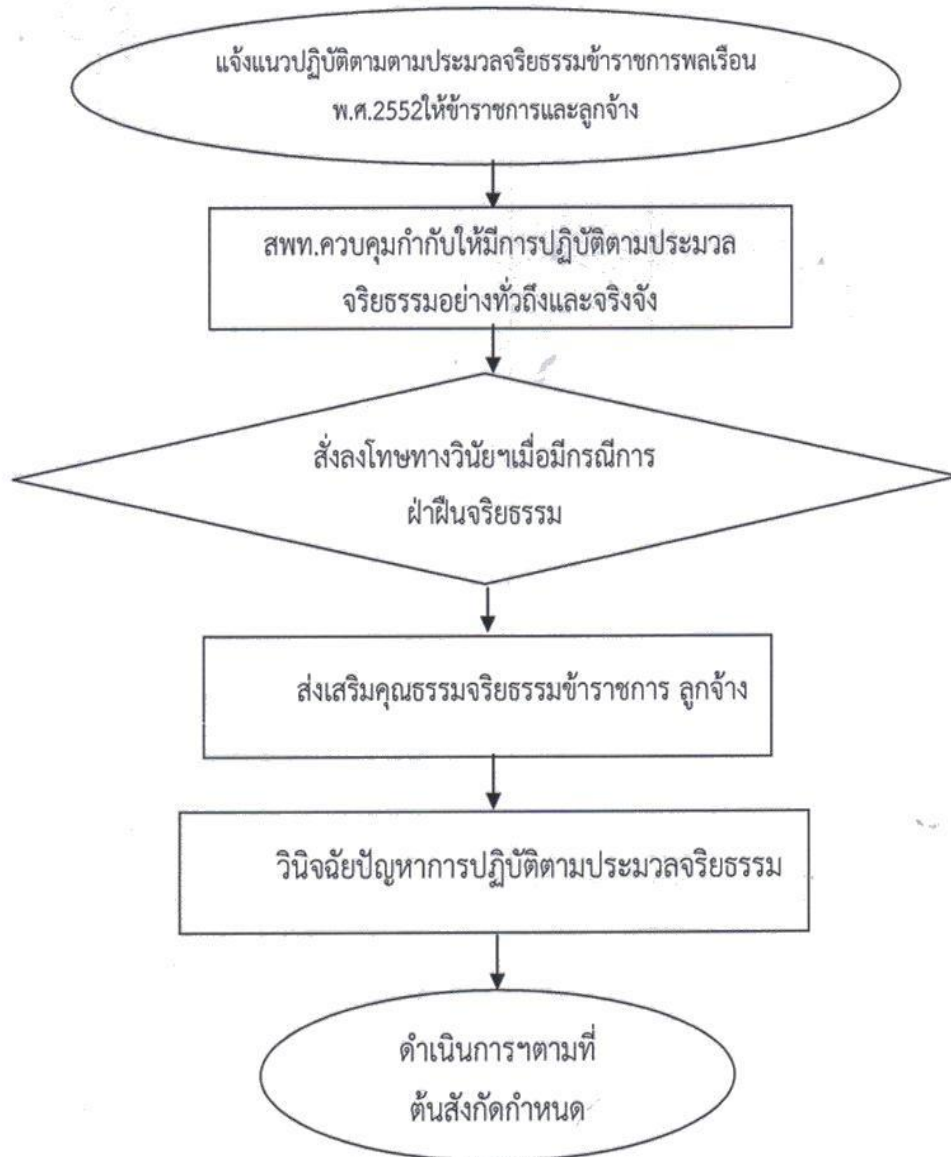 แจ้งแนวปฏิบัติตามตามประมวลจริยธรรมข้าราชการพลเรือน
พ.ศ.2552ให้ข้าราชการและลูกจ้าง
สพท.ควบคุมกำกับให้มีการปฏิบัติตามประมวล
จริยธรรมอย่างทั่วถึงและจริงจัง
สั่งลงโทษทางวินัยฯเมื่อมีกรณีการ
ฝ่าฝืนจริยธรรม
ส่งเสริมคุณธรรมจริยธรรมข้าราชการ ลูกจ้าง
วินิจฉัยปัญหาการปฏิบัติตามประมวลจริยธรรม
ดำเนินการฯตามที่
ต้นสังกัดกำหนด